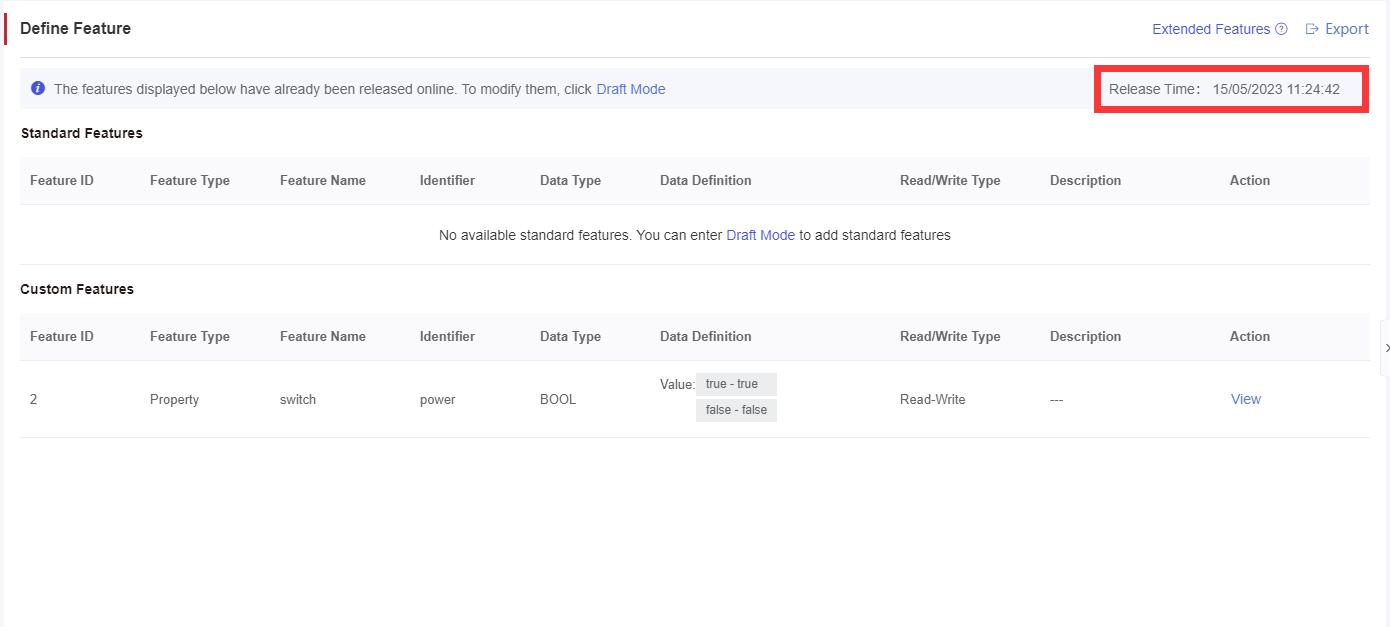 Define Feature
Extended Features Export
The features displayed below have already been released online. To modify them, click Draft Mode
Release Time: 15/05/2023 11:24:42
Standard Features
Feature ID Feature Type Feature Name Identifier Data Type Data Definition Read/Write Type Description Action
No available standard features. You can enter Draft Mode to add standard features
Custom Features
Feature ID Feature Type Feature Name Identifier Data Type Data Definition Read/Write Type Description Action
2 Property switch power BOOL Value: true - true Read-Write --- View
false - false